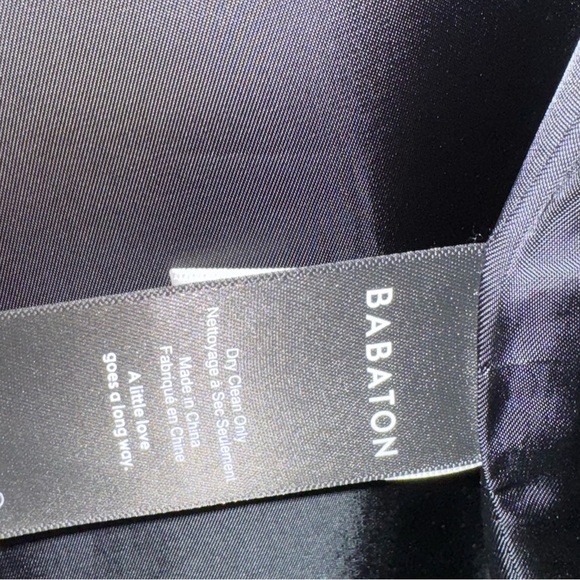 BABATON
Dry Clean Only
Nettoyage à Sec Seulement
Made in China
Fabriqué en Chine
A little love
goes a long way.